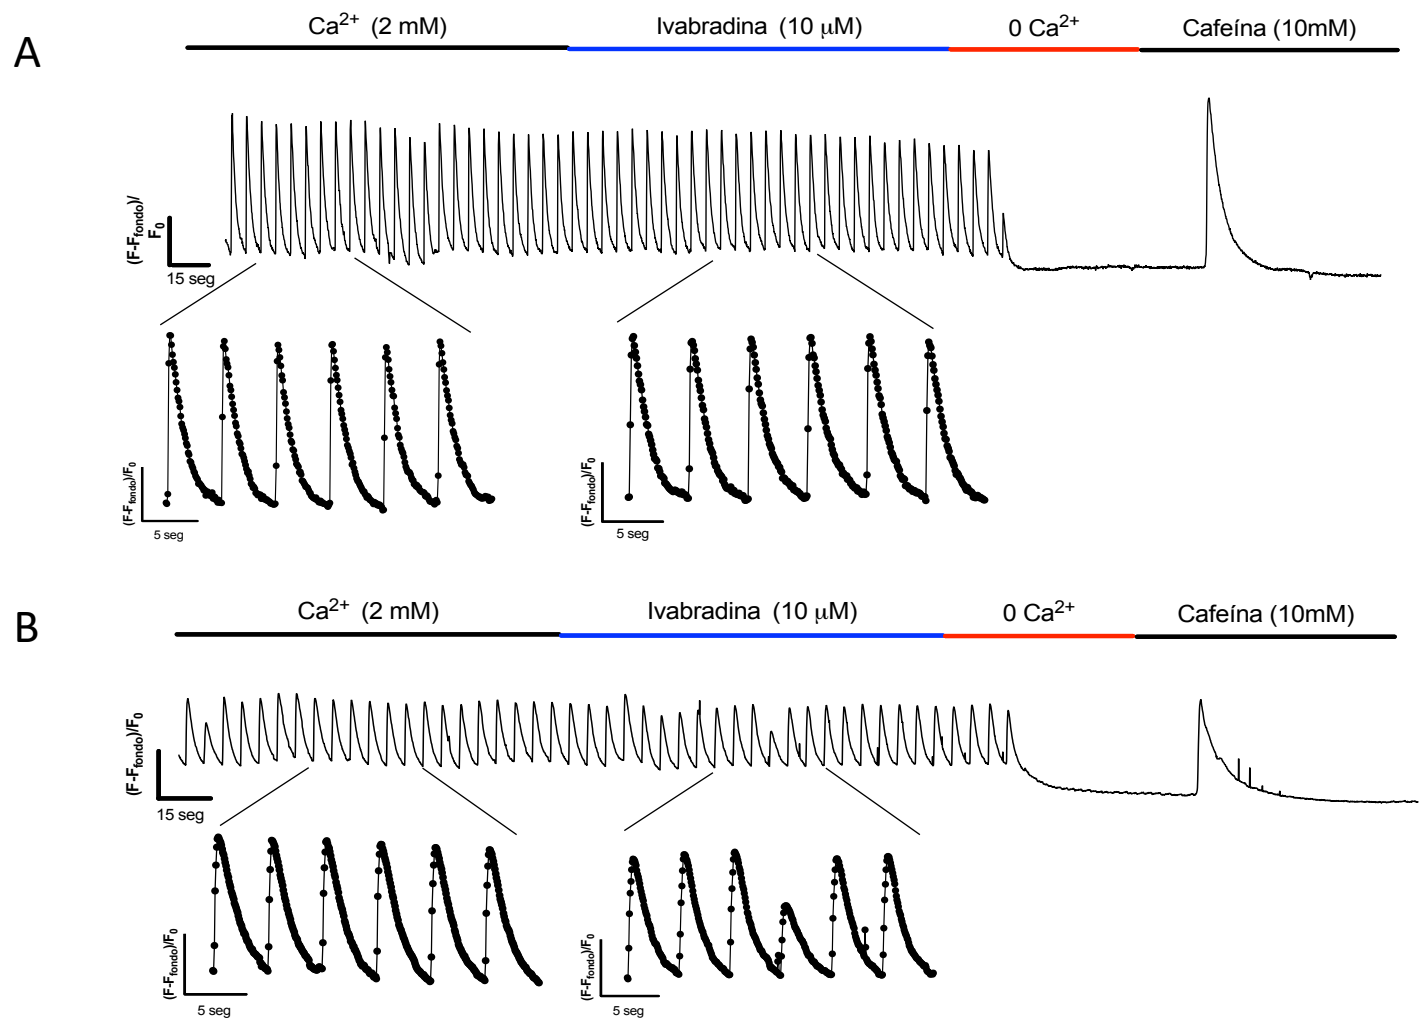 A
Ca²⁺ (2 mM)
Ivabradina (10 μM)
0 Ca²⁺
Cafeína (10mM)
(F-Ffondo)/
F₀
15 seg
(F-Ffondo)/F₀
5 seg
(F-Ffondo)/F₀
5 seg
B
Ca²⁺ (2 mM)
Ivabradina (10 μM)
0 Ca²⁺
Cafeína (10mM)
(F-Ffondo)/F₀
15 seg
(F-Ffondo)/F₀
5 seg
(F-Ffondo)/F₀
5 seg